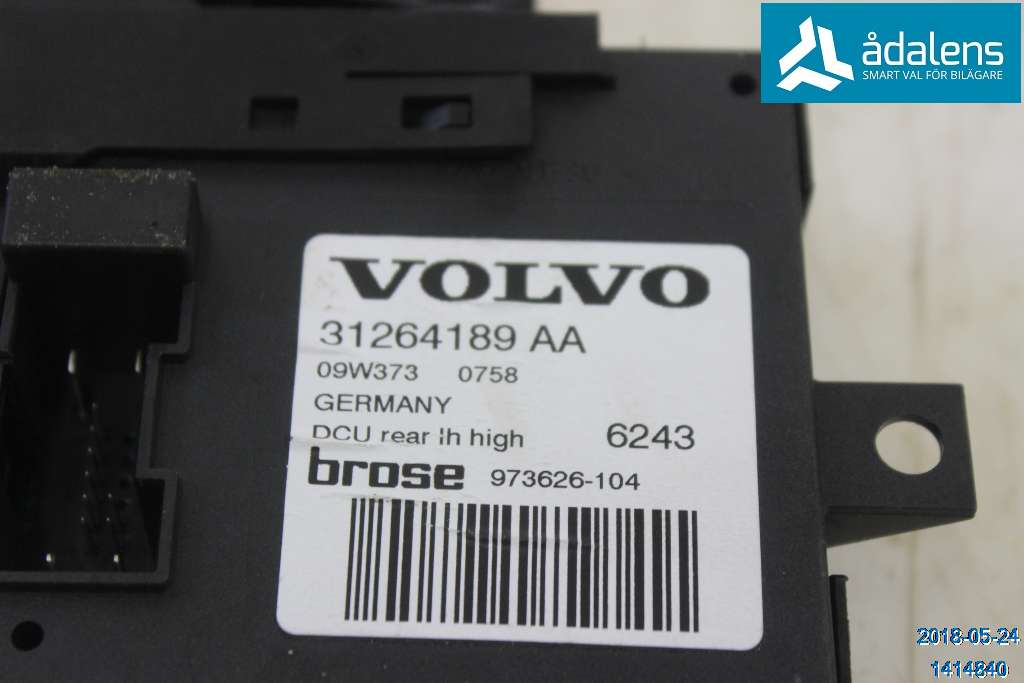 ådalens
SMART VAL FÖR BILÄGARE
VOLVO
31264189 AA
09W373 0758
GERMANY
DCU rear lh high 6243
brose 973626-104
2018-05-24
1414840